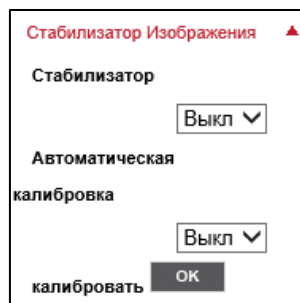 Стабилизатор Изображения
Стабилизатор
Выкл
Автоматическая
калибровка
Выкл
калибровать OK